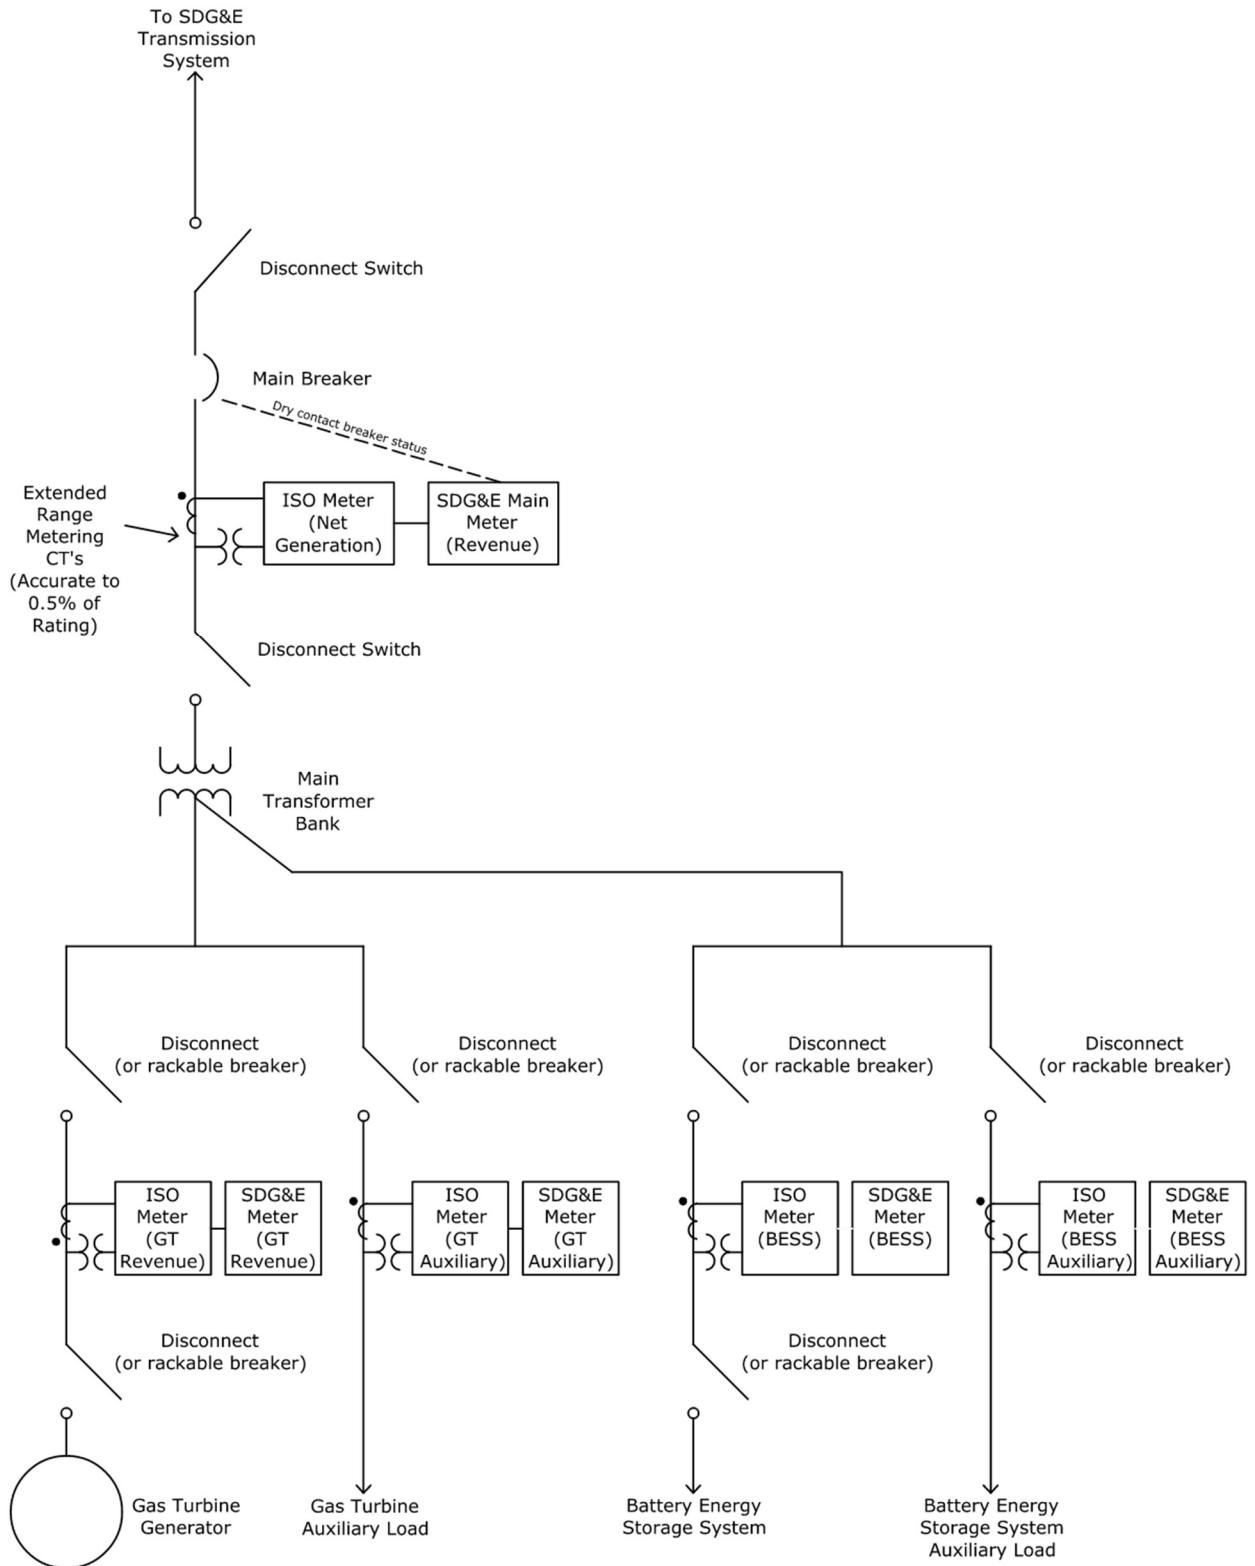 To SDG&E
Transmission
System
Disconnect Switch
Main Breaker
Dry contact breaker status
Extended
Range
Metering
CT's
(Accurate to
0.5% of
Rating)
ISO Meter
(Net
Generation)
SDG&E Main
Meter
(Revenue)
Disconnect Switch
Main
Transformer
Bank
Disconnect
(or rackable breaker)
Disconnect
(or rackable breaker)
Disconnect
(or rackable breaker)
Disconnect
(or rackable breaker)
ISO
Meter
(GT
Revenue)
SDG&E
Meter
(GT
Revenue)
ISO
Meter
(GT
Auxiliary)
SDG&E
Meter
(GT
Auxiliary)
ISO
Meter
(BESS)
SDG&E
Meter
(BESS)
ISO
Meter
(BESS
Auxiliary)
SDG&E
Meter
(BESS
Auxiliary)
Disconnect
(or rackable breaker)
Disconnect
(or rackable breaker)
Gas Turbine
Generator
Gas Turbine
Auxiliary Load
Battery Energy
Storage System
Battery Energy
Storage System
Auxiliary Load